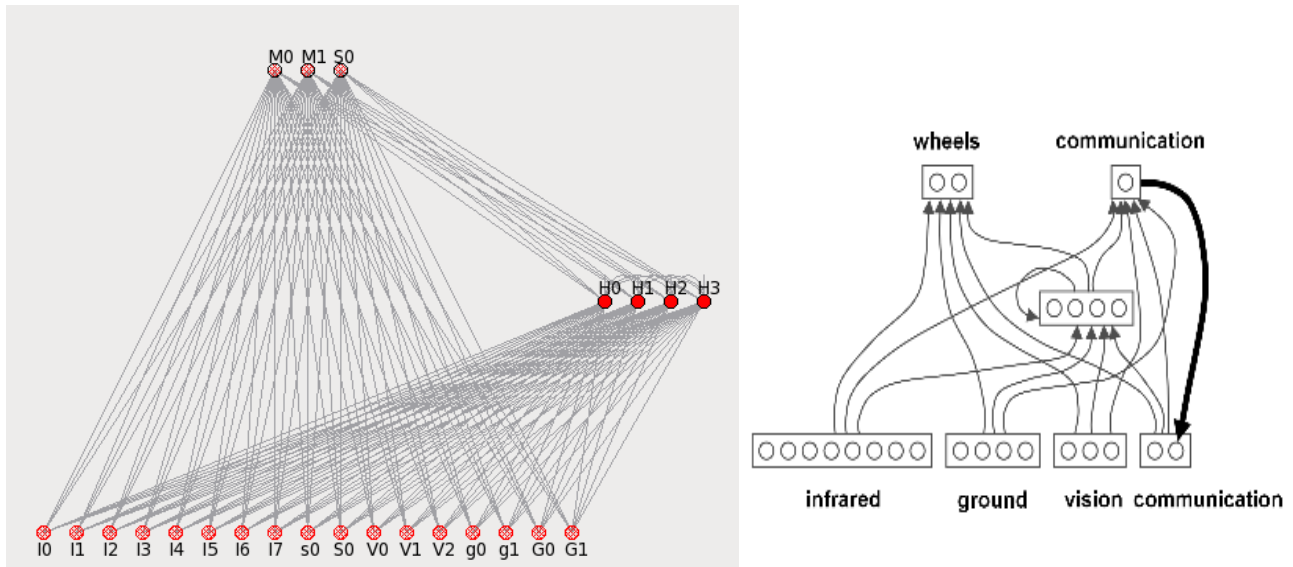 M0 M1 S0
H0 H1 H2 H3
I0 I1 I2 I3 I4 I5 I6 I7 s0 S0 V0 V1 V2 g0 g1 G0 G1
wheels communication
infrared ground vision communication